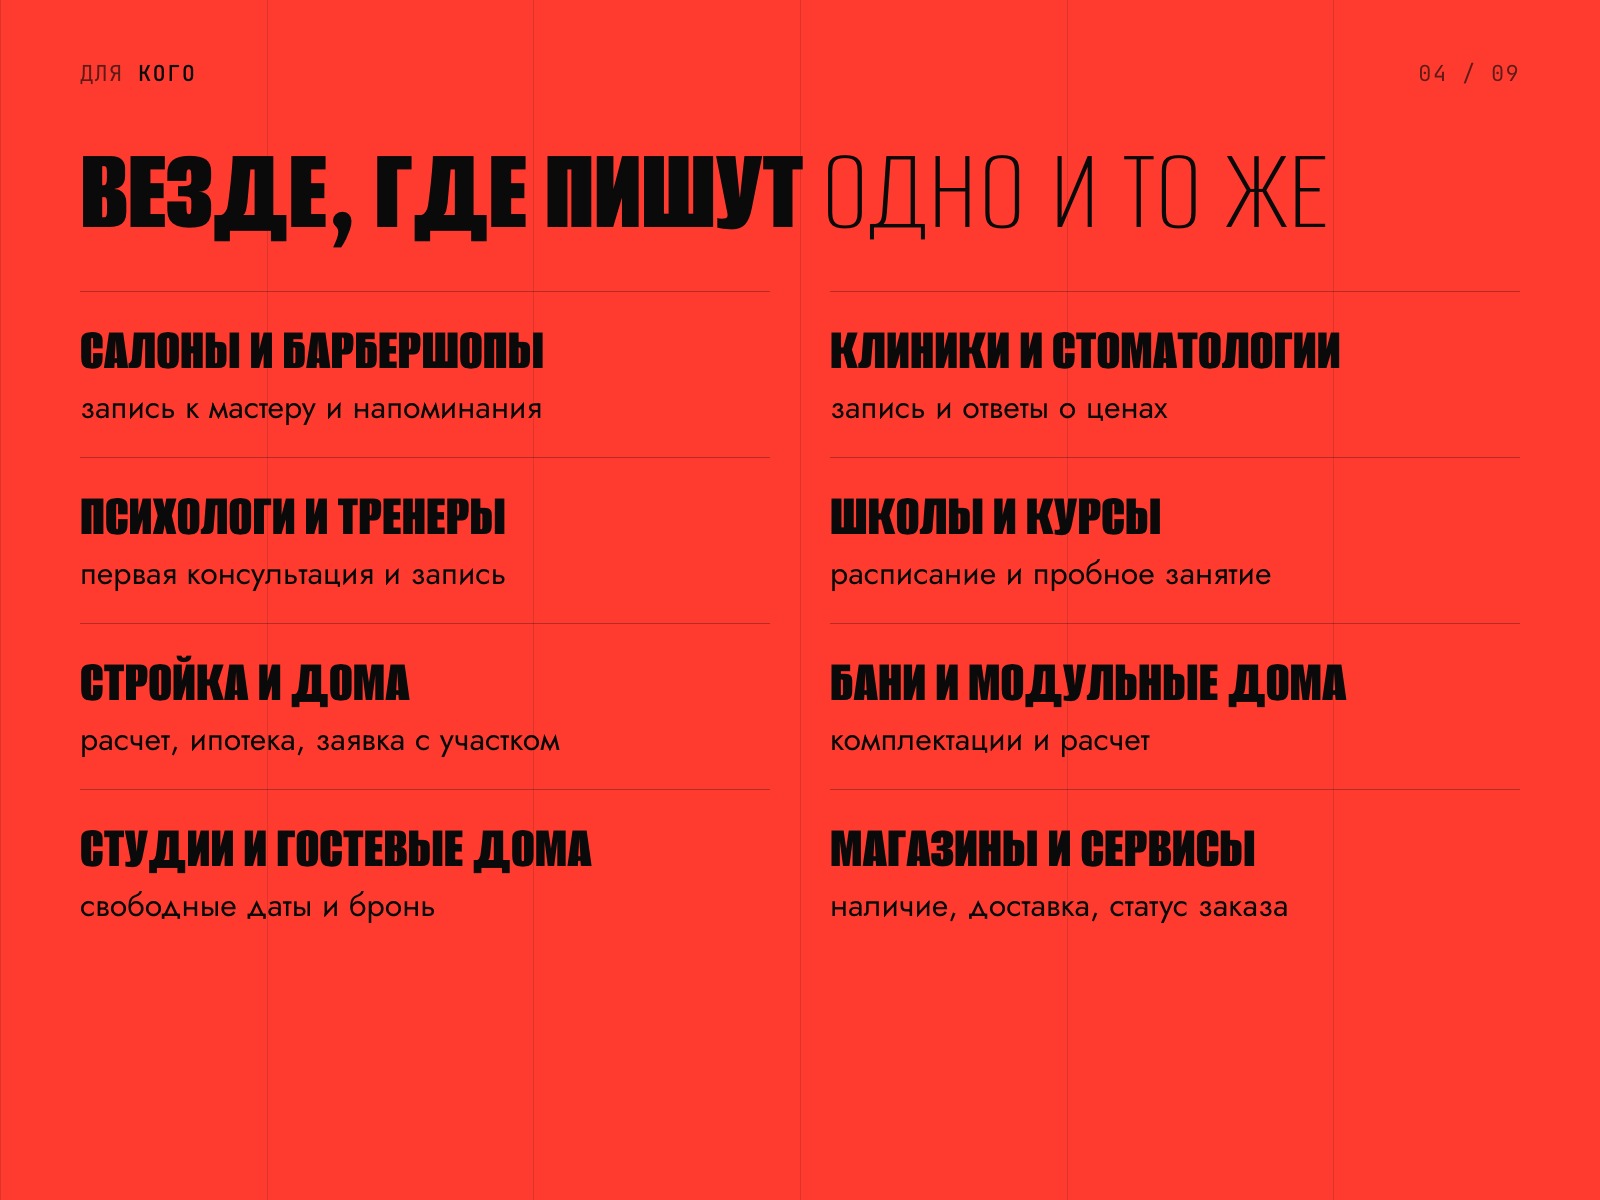 ДЛЯ КОГО
04 / 09
ВЕЗДЕ, ГДЕ ПИШУТ ОДНО И ТО ЖЕ
САЛОНЫ И БАРБЕРШОПЫ
запись к мастеру и напоминания
КЛИНИКИ И СТОМАТОЛОГИИ
запись и ответы о ценах
ПСИХОЛОГИ И ТРЕНЕРЫ
первая консультация и запись
ШКОЛЫ И КУРСЫ
расписание и пробное занятие
СТРОЙКА И ДОМА
расчет, ипотека, заявка с участком
БАНИ И МОДУЛЬНЫЕ ДОМА
комплектации и расчет
СТУДИИ И ГОСТЕВЫЕ ДОМА
свободные даты и бронь
МАГАЗИНЫ И СЕРВИСЫ
наличие, доставка, статус заказа